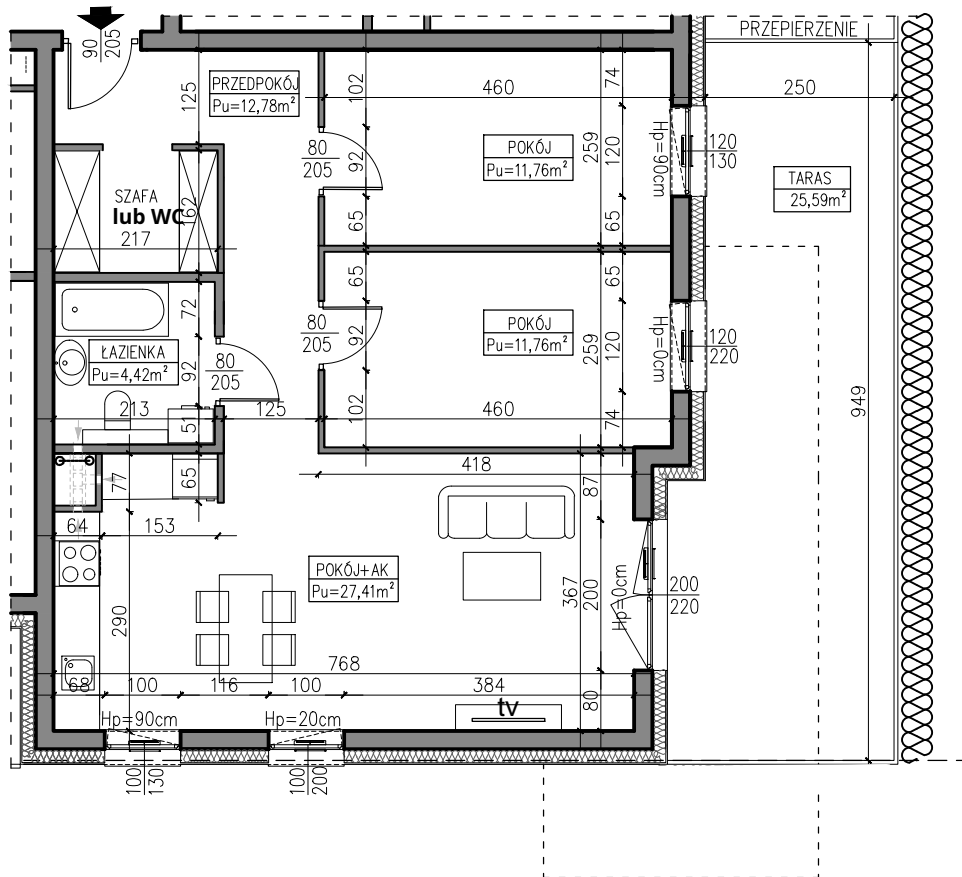 90
205
PRZEPIERZENIE
PRZEDPOKÓJ
Pu=12,78m²
125
102
460
74
250
80
205
92
POKÓJ
Pu=11,76m²
259
120
Hp=90cm
120
130
TARAS
25,59m²
SZAFA
lub WC
62
217
65
65
65
65
72
ŁAZIENKA
Pu=4,42m²
92
80
205
80
205
92
POKÓJ
Pu=11,76m²
259
120
Hp=0cm
120
220
949
213
51
125
102
460
74
418
77
65
87
64
153
POKÓJ+AK
Pu=27,41m²
290
367
200
Hp=0cm
200
220
768
68
100
116
100
384
80
tv
Hp=90cm
Hp=20cm
100
130
100
200